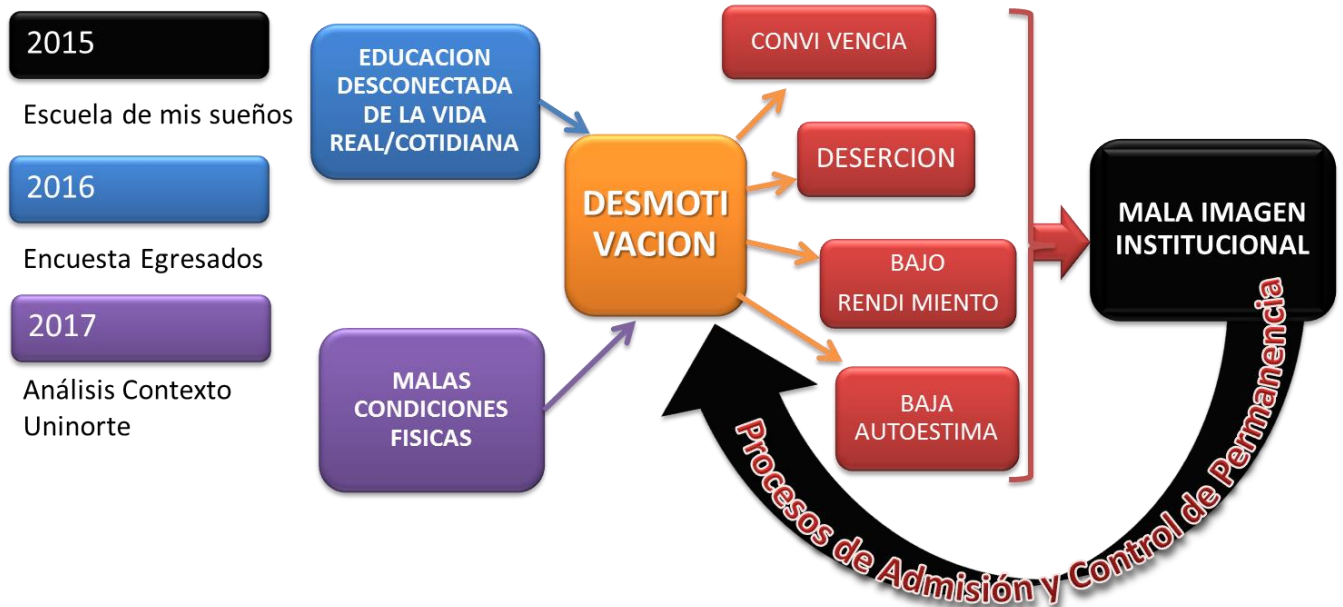 2015
Escuela de mis sueños
2016
Encuesta Egresados
2017
Análisis Contexto
Uninorte
EDUCACION
DESCONECTADA
DE LA VIDA
REAL/COTIDIANA
MALAS
CONDICIONES
FISICAS
DESMOTI
VACION
CONVI VENCIA
DESERCION
BAJO
RENDI MIENTO
BAJA
AUTOESTIMA
MALA IMAGEN
INSTITUCIONAL
Procesos de Admisión y Control de Permanencia